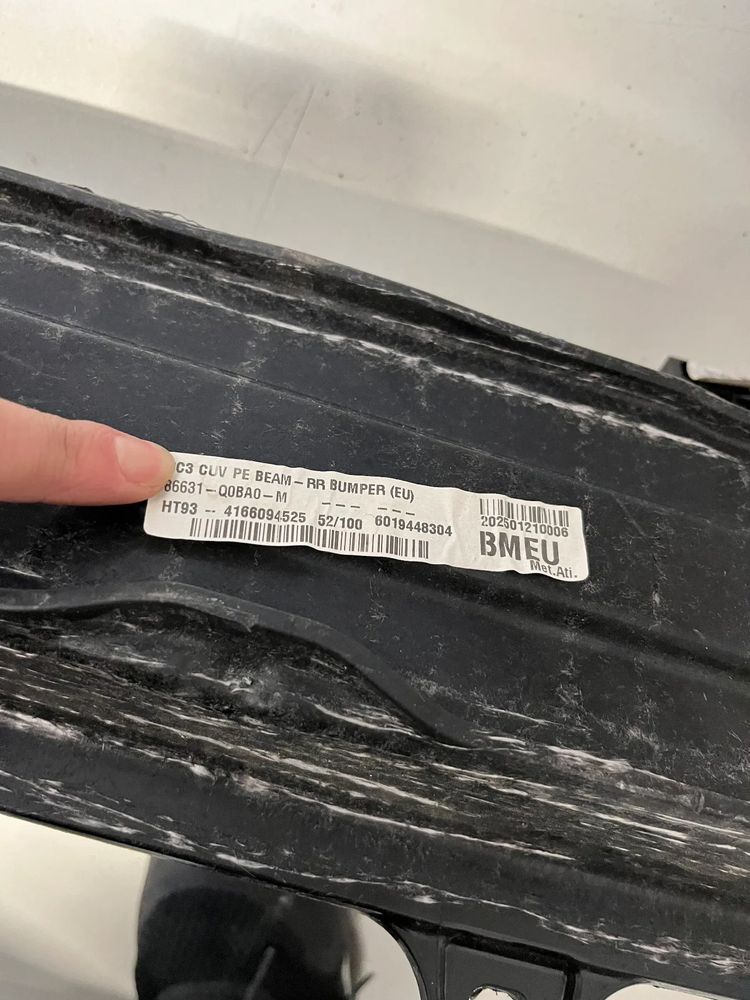 C3 CUV PE BEAM-RR BUMPER (EU)
86631-Q0BA0-M --- ---
HT93 - 4166094525 52/100 6019448304
202501210006
BMEU
Met.Ati.